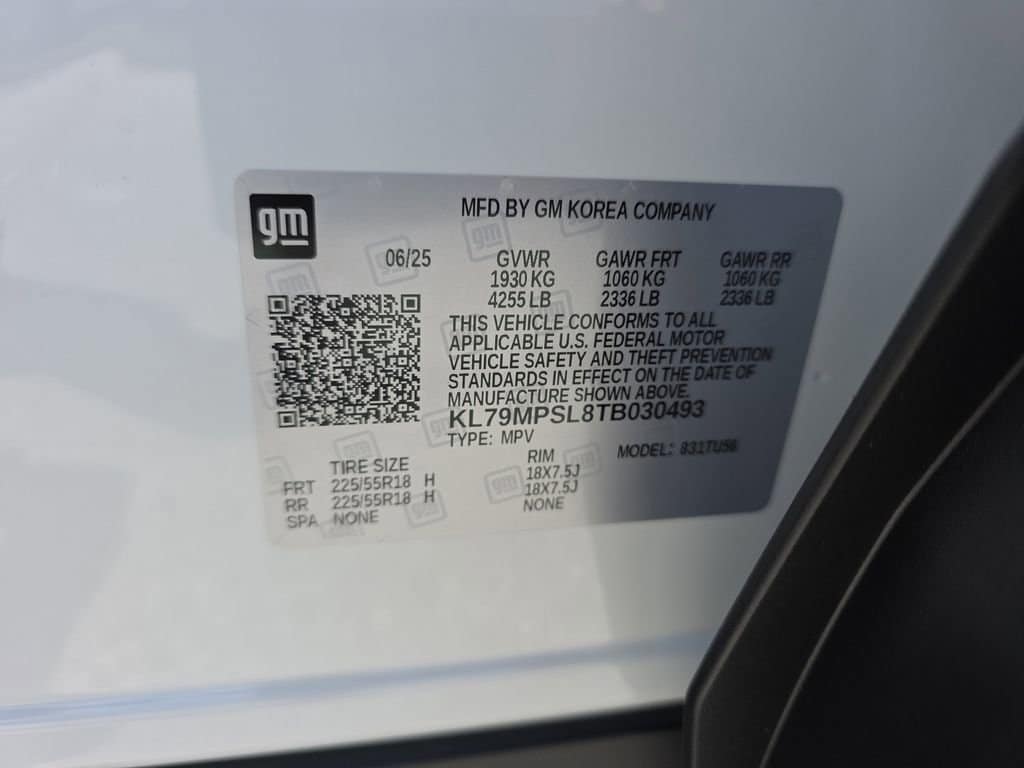 gm
MFD BY GM KOREA COMPANY
06/25 GVWR GAWR FRT GAWR RR
1930 KG 1060 KG 1060 KG
4255 LB 2336 LB 2336 LB
THIS VEHICLE CONFORMS TO ALL
APPLICABLE U.S. FEDERAL MOTOR
VEHICLE SAFETY AND THEFT PREVENTION
STANDARDS IN EFFECT ON THE DATE OF
MANUFACTURE SHOWN ABOVE.
KL79MPSL8TB030493
TYPE: MPV MODEL: 831TU56
TIRE SIZE RIM
FRT 225/55R18 H 18X7.5J
RR 225/55R18 H 18X7.5J
SPA NONE NONE